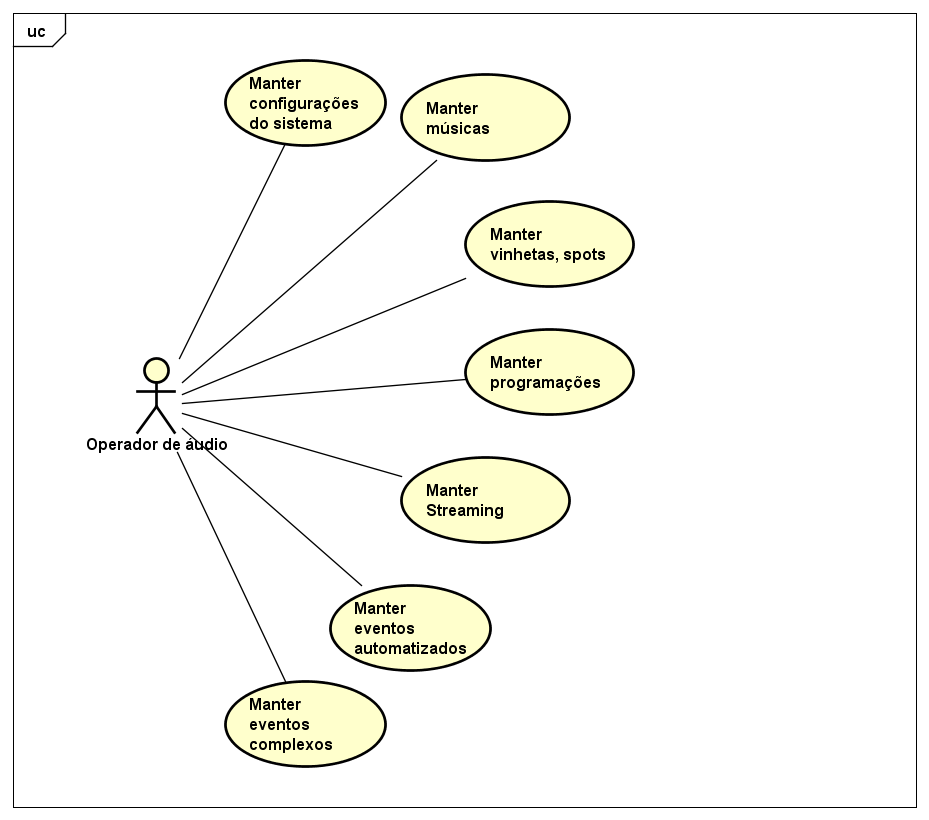 uc
Manter
configurações
do sistema
Manter
músicas
Manter
vinhetas, spots
Manter
programações
Operador de áudio
Manter
Streaming
Manter
eventos
automatizados
Manter
eventos
complexos